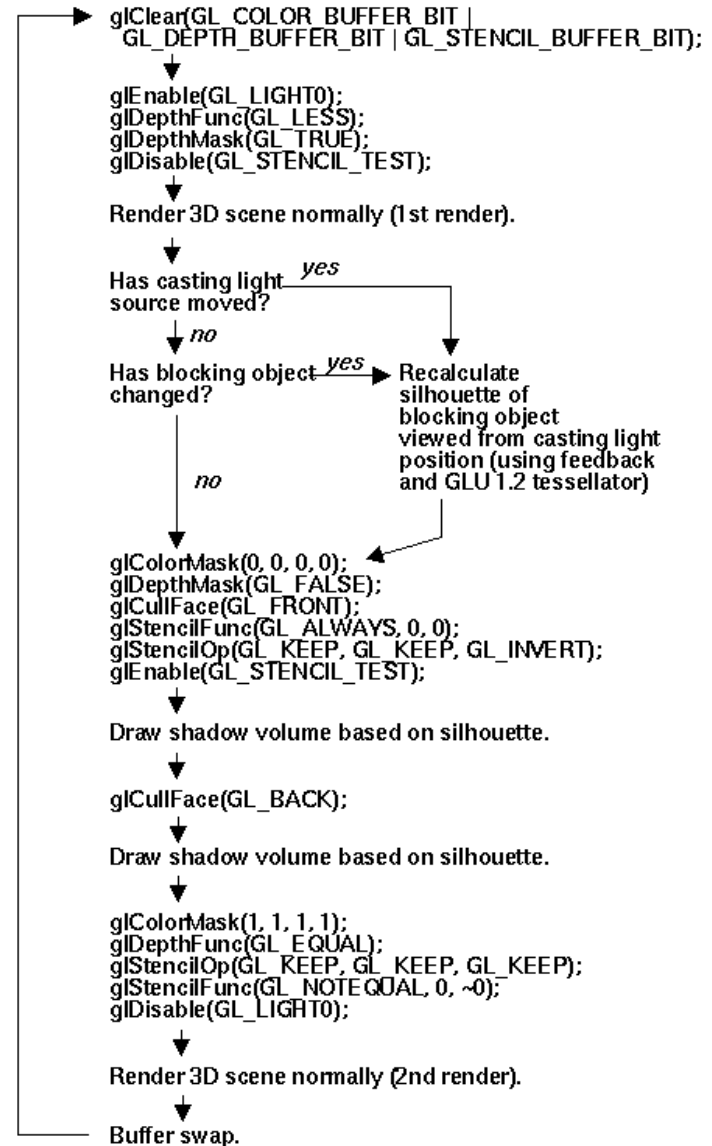 glClear(GL_COLOR_BUFFER_BIT |
GL_DEPTH_BUFFER_BIT | GL_STENCIL_BUFFER_BIT);
glEnable(GL_LIGHT0);
glDepthFunc(GL_LESS);
glDepthMask(GL_TRUE);
glDisable(GL_STENCIL_TEST);
Render 3D scene normally (1st render).
Has casting light
source moved?
yes
no
Has blocking object
changed?
yes
Recalculate
silhouette of
blocking object
viewed from casting light
position (using feedback
and GLU 1.2 tessellator)
no
glColorMask(0, 0, 0, 0);
glDepthMask(GL_FALSE);
glCullFace(GL_FRONT);
glStencilFunc(GL_ALWAYS, 0, 0);
glStencilOp(GL_KEEP, GL_KEEP, GL_INVERT);
glEnable(GL_STENCIL_TEST);
Draw shadow volume based on silhouette.
glCullFace(GL_BACK);
Draw shadow volume based on silhouette.
glColorMask(1, 1, 1, 1);
glDepthFunc(GL_EQUAL);
glStencilOp(GL_KEEP, GL_KEEP, GL_KEEP);
glStencilFunc(GL_NOTEQUAL, 0, ~0);
glDisable(GL_LIGHT0);
Render 3D scene normally (2nd render).
Buffer swap.